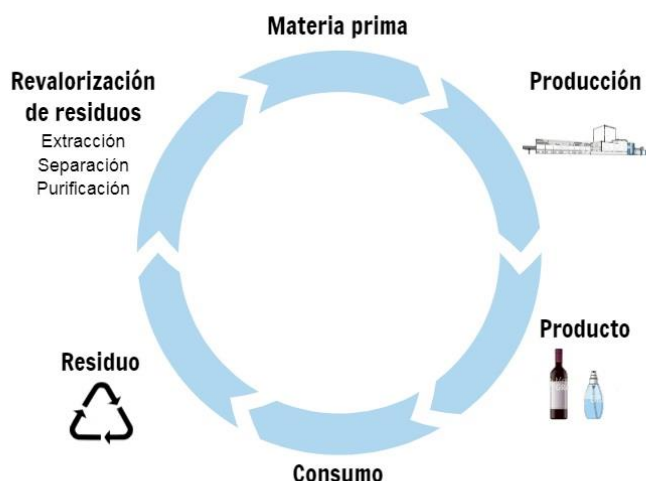 Materia prima
Producción
Producto
Consumo
Residuo
Revalorización
de residuos
Extracción
Separación
Purificación